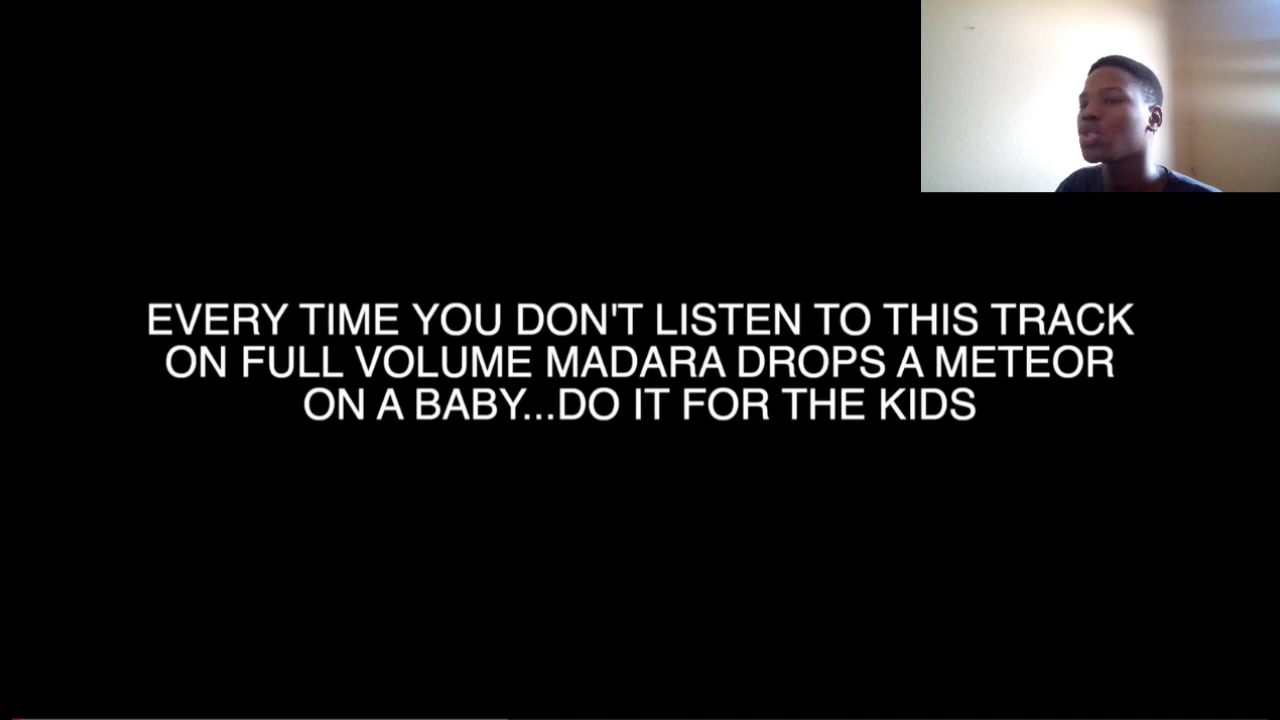 EVERY TIME YOU DON'T LISTEN TO THIS TRACK
ON FULL VOLUME MADARA DROPS A METEOR
ON A BABY...DO IT FOR THE KIDS